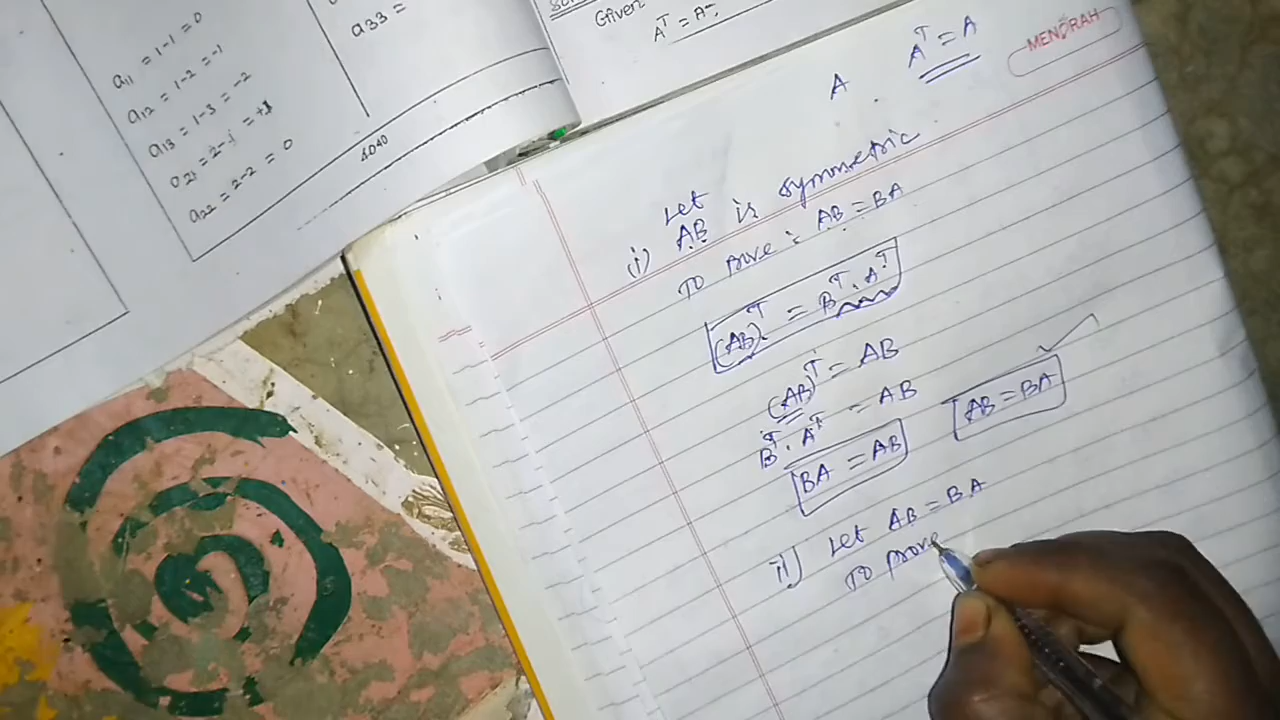 a11 = 1-1 = 0
a12 = 1-2 = -1
a13 = 1-3 = -2
a21 = 2-1 = +1
a22 = 2-2 = 0
a33 =
4040
Given
A^T = A
MENDRAH
A A^T = A
Let
i) AB is symmetric
To prove : AB = BA
(AB)^T = B^T . A^T
(AB)^T = AB
B^T . A^T = AB
BA = AB
AB = BA
ii) Let AB = BA
To prove